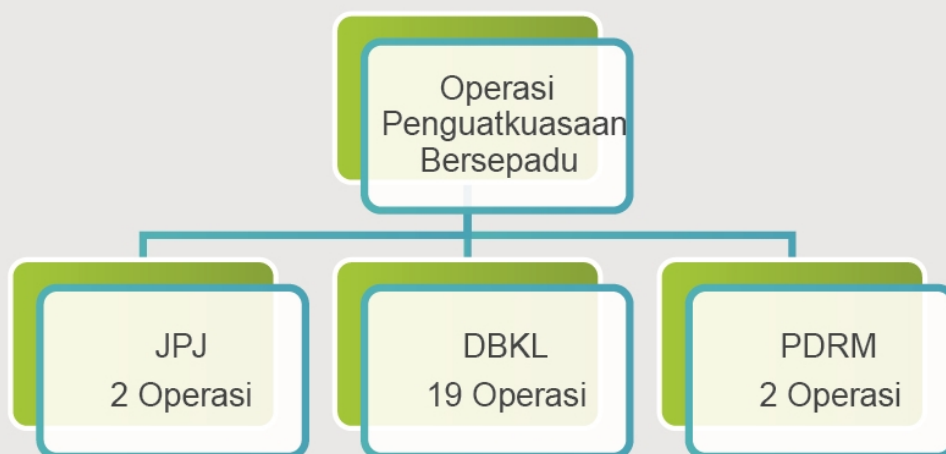 Operasi
Penguatkuasaan
Bersepadu
JPJ
2 Operasi
DBKL
19 Operasi
PDRM
2 Operasi